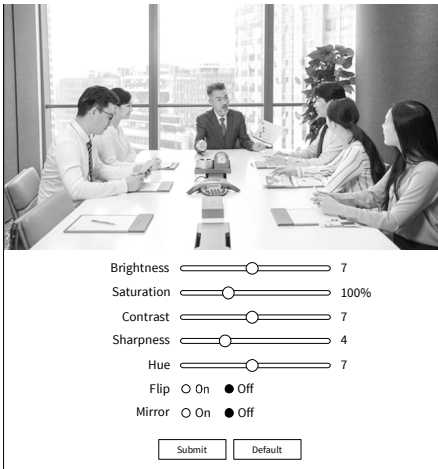 Brightness 7
Saturation 100%
Contrast 7
Sharpness 4
Hue 7
Flip On Off
Mirror On Off
Submit Default